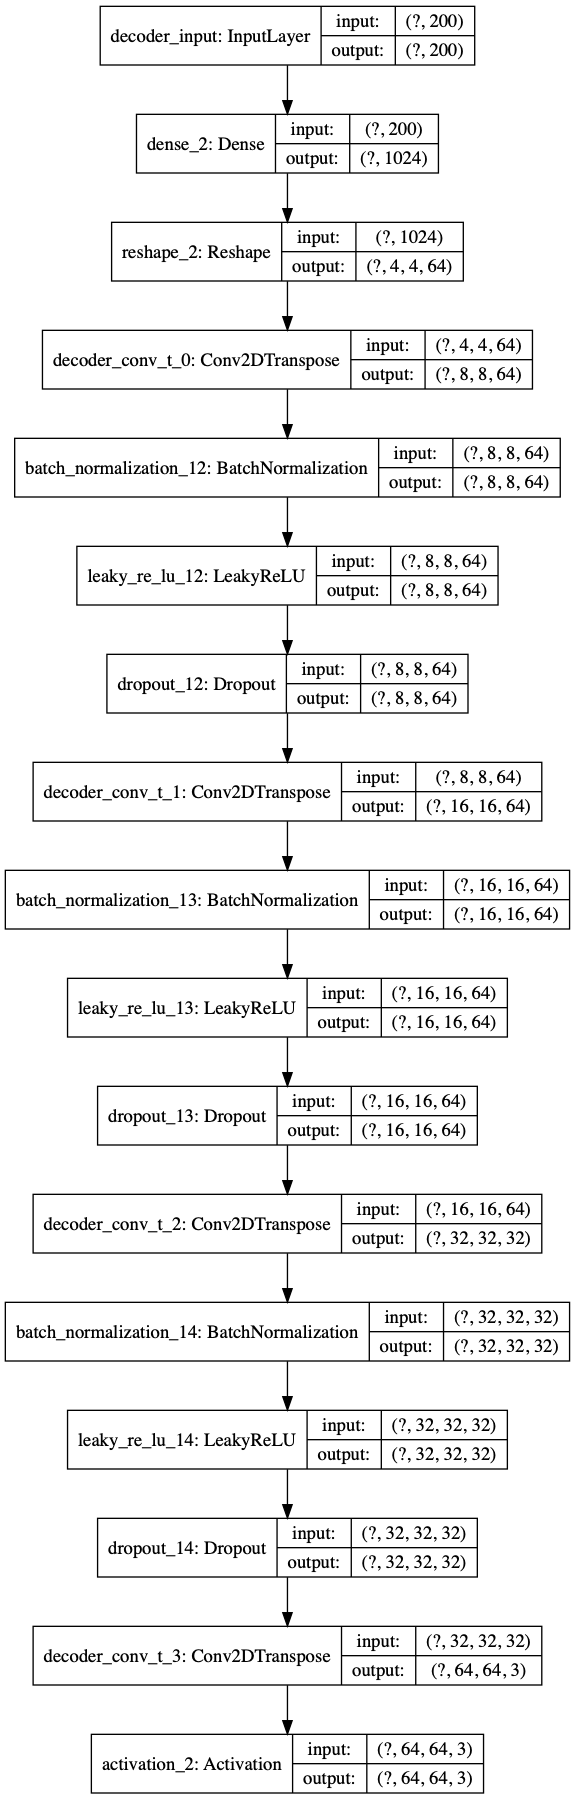 decoder_input: InputLayer
input: (?, 200)
output: (?, 200)
dense_2: Dense
input: (?, 200)
output: (?, 1024)
reshape_2: Reshape
input: (?, 1024)
output: (?, 4, 4, 64)
decoder_conv_t_0: Conv2DTranspose
input: (?, 4, 4, 64)
output: (?, 8, 8, 64)
batch_normalization_12: BatchNormalization
input: (?, 8, 8, 64)
output: (?, 8, 8, 64)
leaky_re_lu_12: LeakyReLU
input: (?, 8, 8, 64)
output: (?, 8, 8, 64)
dropout_12: Dropout
input: (?, 8, 8, 64)
output: (?, 8, 8, 64)
decoder_conv_t_1: Conv2DTranspose
input: (?, 8, 8, 64)
output: (?, 16, 16, 64)
batch_normalization_13: BatchNormalization
input: (?, 16, 16, 64)
output: (?, 16, 16, 64)
leaky_re_lu_13: LeakyReLU
input: (?, 16, 16, 64)
output: (?, 16, 16, 64)
dropout_13: Dropout
input: (?, 16, 16, 64)
output: (?, 16, 16, 64)
decoder_conv_t_2: Conv2DTranspose
input: (?, 16, 16, 64)
output: (?, 32, 32, 32)
batch_normalization_14: BatchNormalization
input: (?, 32, 32, 32)
output: (?, 32, 32, 32)
leaky_re_lu_14: LeakyReLU
input: (?, 32, 32, 32)
output: (?, 32, 32, 32)
dropout_14: Dropout
input: (?, 32, 32, 32)
output: (?, 32, 32, 32)
decoder_conv_t_3: Conv2DTranspose
input: (?, 32, 32, 32)
output: (?, 64, 64, 3)
activation_2: Activation
input: (?, 64, 64, 3)
output: (?, 64, 64, 3)